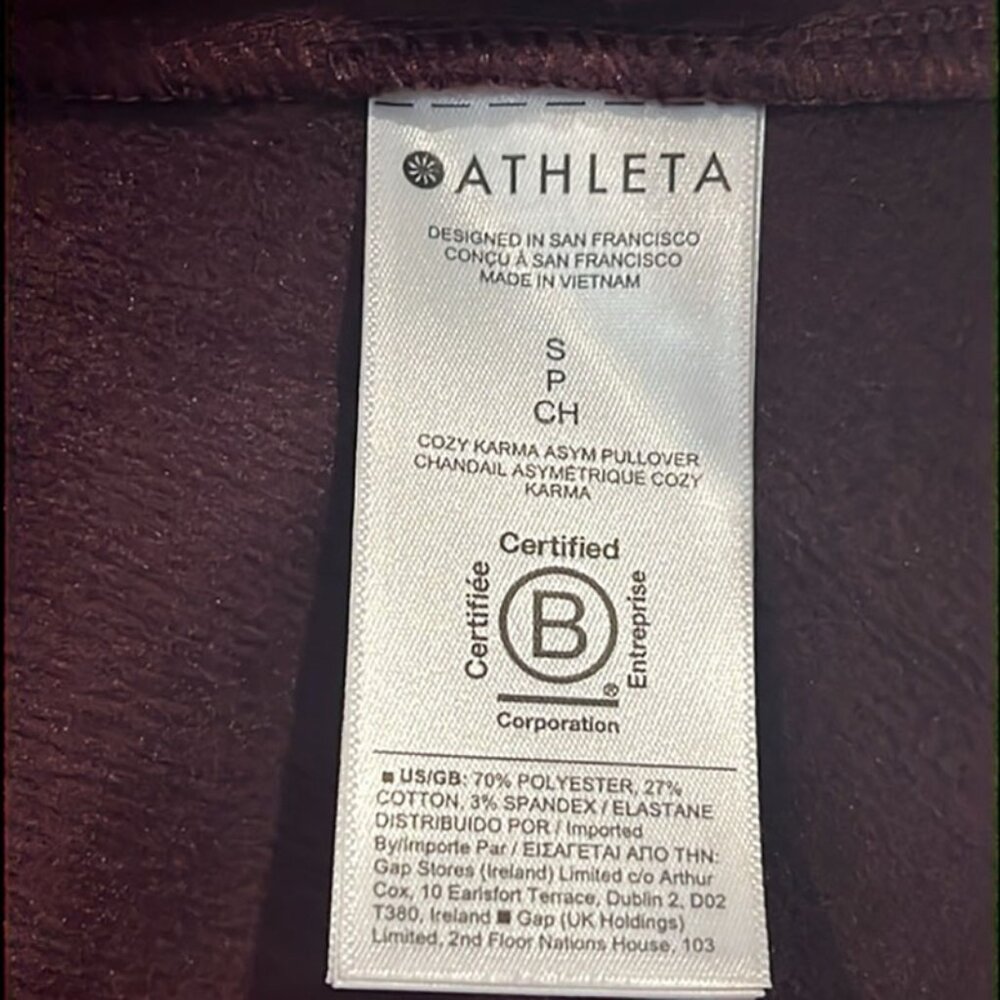 ATHLETA
DESIGNED IN SAN FRANCISCO
CONÇU À SAN FRANCISCO
MADE IN VIETNAM
S
P
CH
COZY KARMA ASYM PULLOVER
CHANDAIL ASYMÉTRIQUE COZY
KARMA
Certified
Certifiée
B
Entreprise
®
Corporation
■ US/GB: 70% POLYESTER, 27%
COTTON, 3% SPANDEX / ELASTANE
DISTRIBUIDO POR / Imported
By/Importe Par / ΕΙΣΑΓΕΤΑΙ ΑΠΟ ΤΗΝ:
Gap Stores (Ireland) Limited c/o Arthur
Cox, 10 Earlsfort Terrace, Dublin 2, D02
T380, Ireland ■ Gap (UK Holdings)
Limited, 2nd Floor Nations House, 103